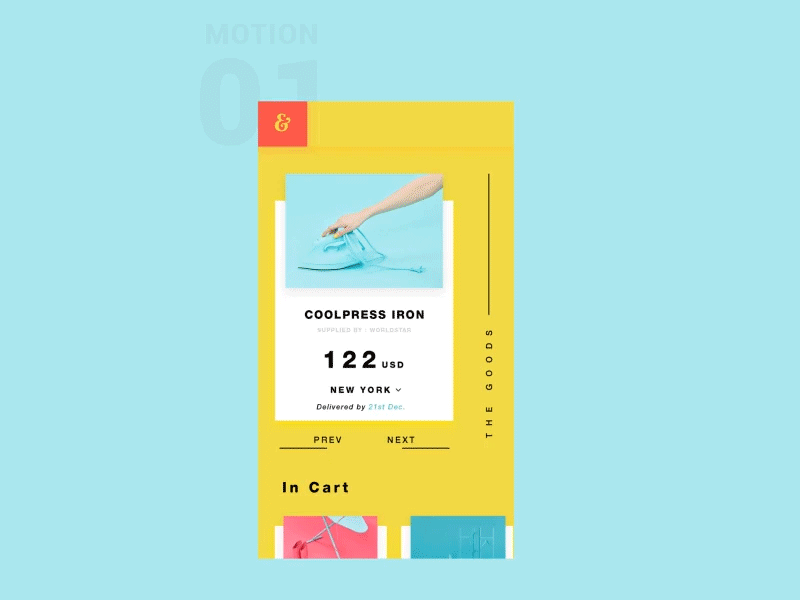 MOTION
01
&
COOLPRESS IRON
SUPPLIED BY - WORLDSTAR
122 USD
NEW YORK
Delivered by 21st Dec.
THE GOODS
PREV NEXT
In Cart